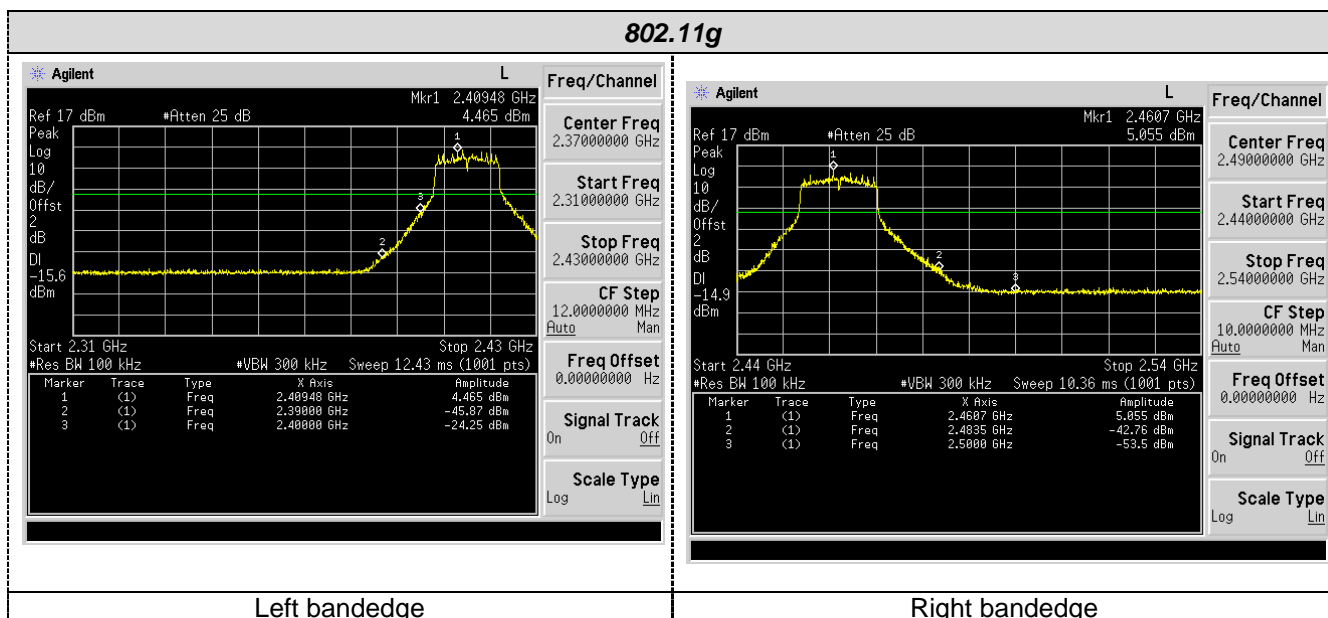 802.11g
Agilent L
Freq/Channel
Mkr1 2.40948 GHz
Ref 17 dBm #Atten 25 dB 4.465 dBm
Peak
Log
10
dB/
Offst
2
dB
DI
-15.6
dBm
1
2
3
Start 2.31 GHz Stop 2.43 GHz
#Res BW 100 kHz #VBW 300 kHz Sweep 12.43 ms (1001 pts)
Marker Trace Type X Axis Amplitude
1 (1) Freq 2.40948 GHz 4.465 dBm
2 (1) Freq 2.39000 GHz -45.87 dBm
3 (1) Freq 2.40000 GHz -24.25 dBm
Center Freq
2.37000000 GHz
Start Freq
2.31000000 GHz
Stop Freq
2.43000000 GHz
CF Step
12.0000000 MHz
Auto Man
Freq Offset
0.00000000 Hz
Signal Track
On Off
Scale Type
Log Lin
Agilent L
Freq/Channel
Mkr1 2.4607 GHz
Ref 17 dBm #Atten 25 dB 5.055 dBm
Peak
Log
10
dB/
Offst
2
dB
DI
-14.9
dBm
1
2
3
Start 2.44 GHz Stop 2.54 GHz
#Res BW 100 kHz #VBW 300 kHz Sweep 10.36 ms (1001 pts)
Marker Trace Type X Axis Amplitude
1 (1) Freq 2.4607 GHz 5.055 dBm
2 (1) Freq 2.4835 GHz -42.76 dBm
3 (1) Freq 2.5000 GHz -53.5 dBm
Center Freq
2.49000000 GHz
Start Freq
2.44000000 GHz
Stop Freq
2.54000000 GHz
CF Step
10.0000000 MHz
Auto Man
Freq Offset
0.00000000 Hz
Signal Track
On Off
Scale Type
Log Lin
Left bandedge
Right bandedge